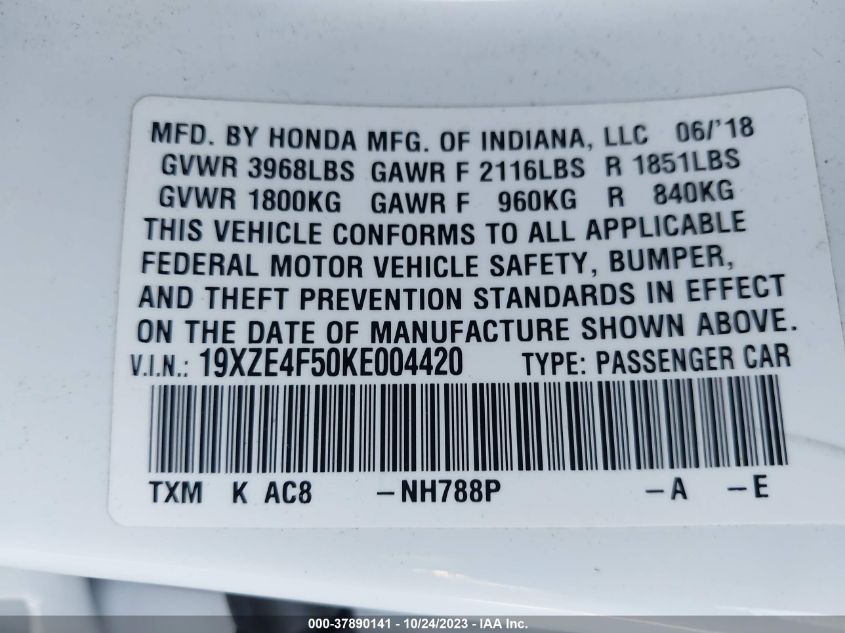 MFD. BY HONDA MFG. OF INDIANA, LLC 06/'18
GVWR 3968LBS GAWR F 2116LBS R 1851LBS
GVWR 1800KG GAWR F 960KG R 840KG
THIS VEHICLE CONFORMS TO ALL APPLICABLE
FEDERAL MOTOR VEHICLE SAFETY, BUMPER,
AND THEFT PREVENTION STANDARDS IN EFFECT
ON THE DATE OF MANUFACTURE SHOWN ABOVE.
V.I.N.: 19XZE4F50KE004420 TYPE: PASSENGER CAR
TXM K AC8 -NH788P -A -E
000-37890141 - 10/24/2023 - IAA Inc.